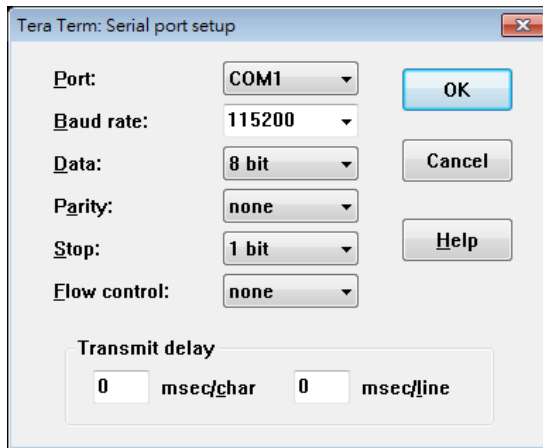 Tera Term: Serial port setup
Port: COM1
OK
Baud rate: 115200
Data: 8 bit
Cancel
Parity: none
Stop: 1 bit
Help
Flow control: none
Transmit delay
0 msec/char 0 msec/line